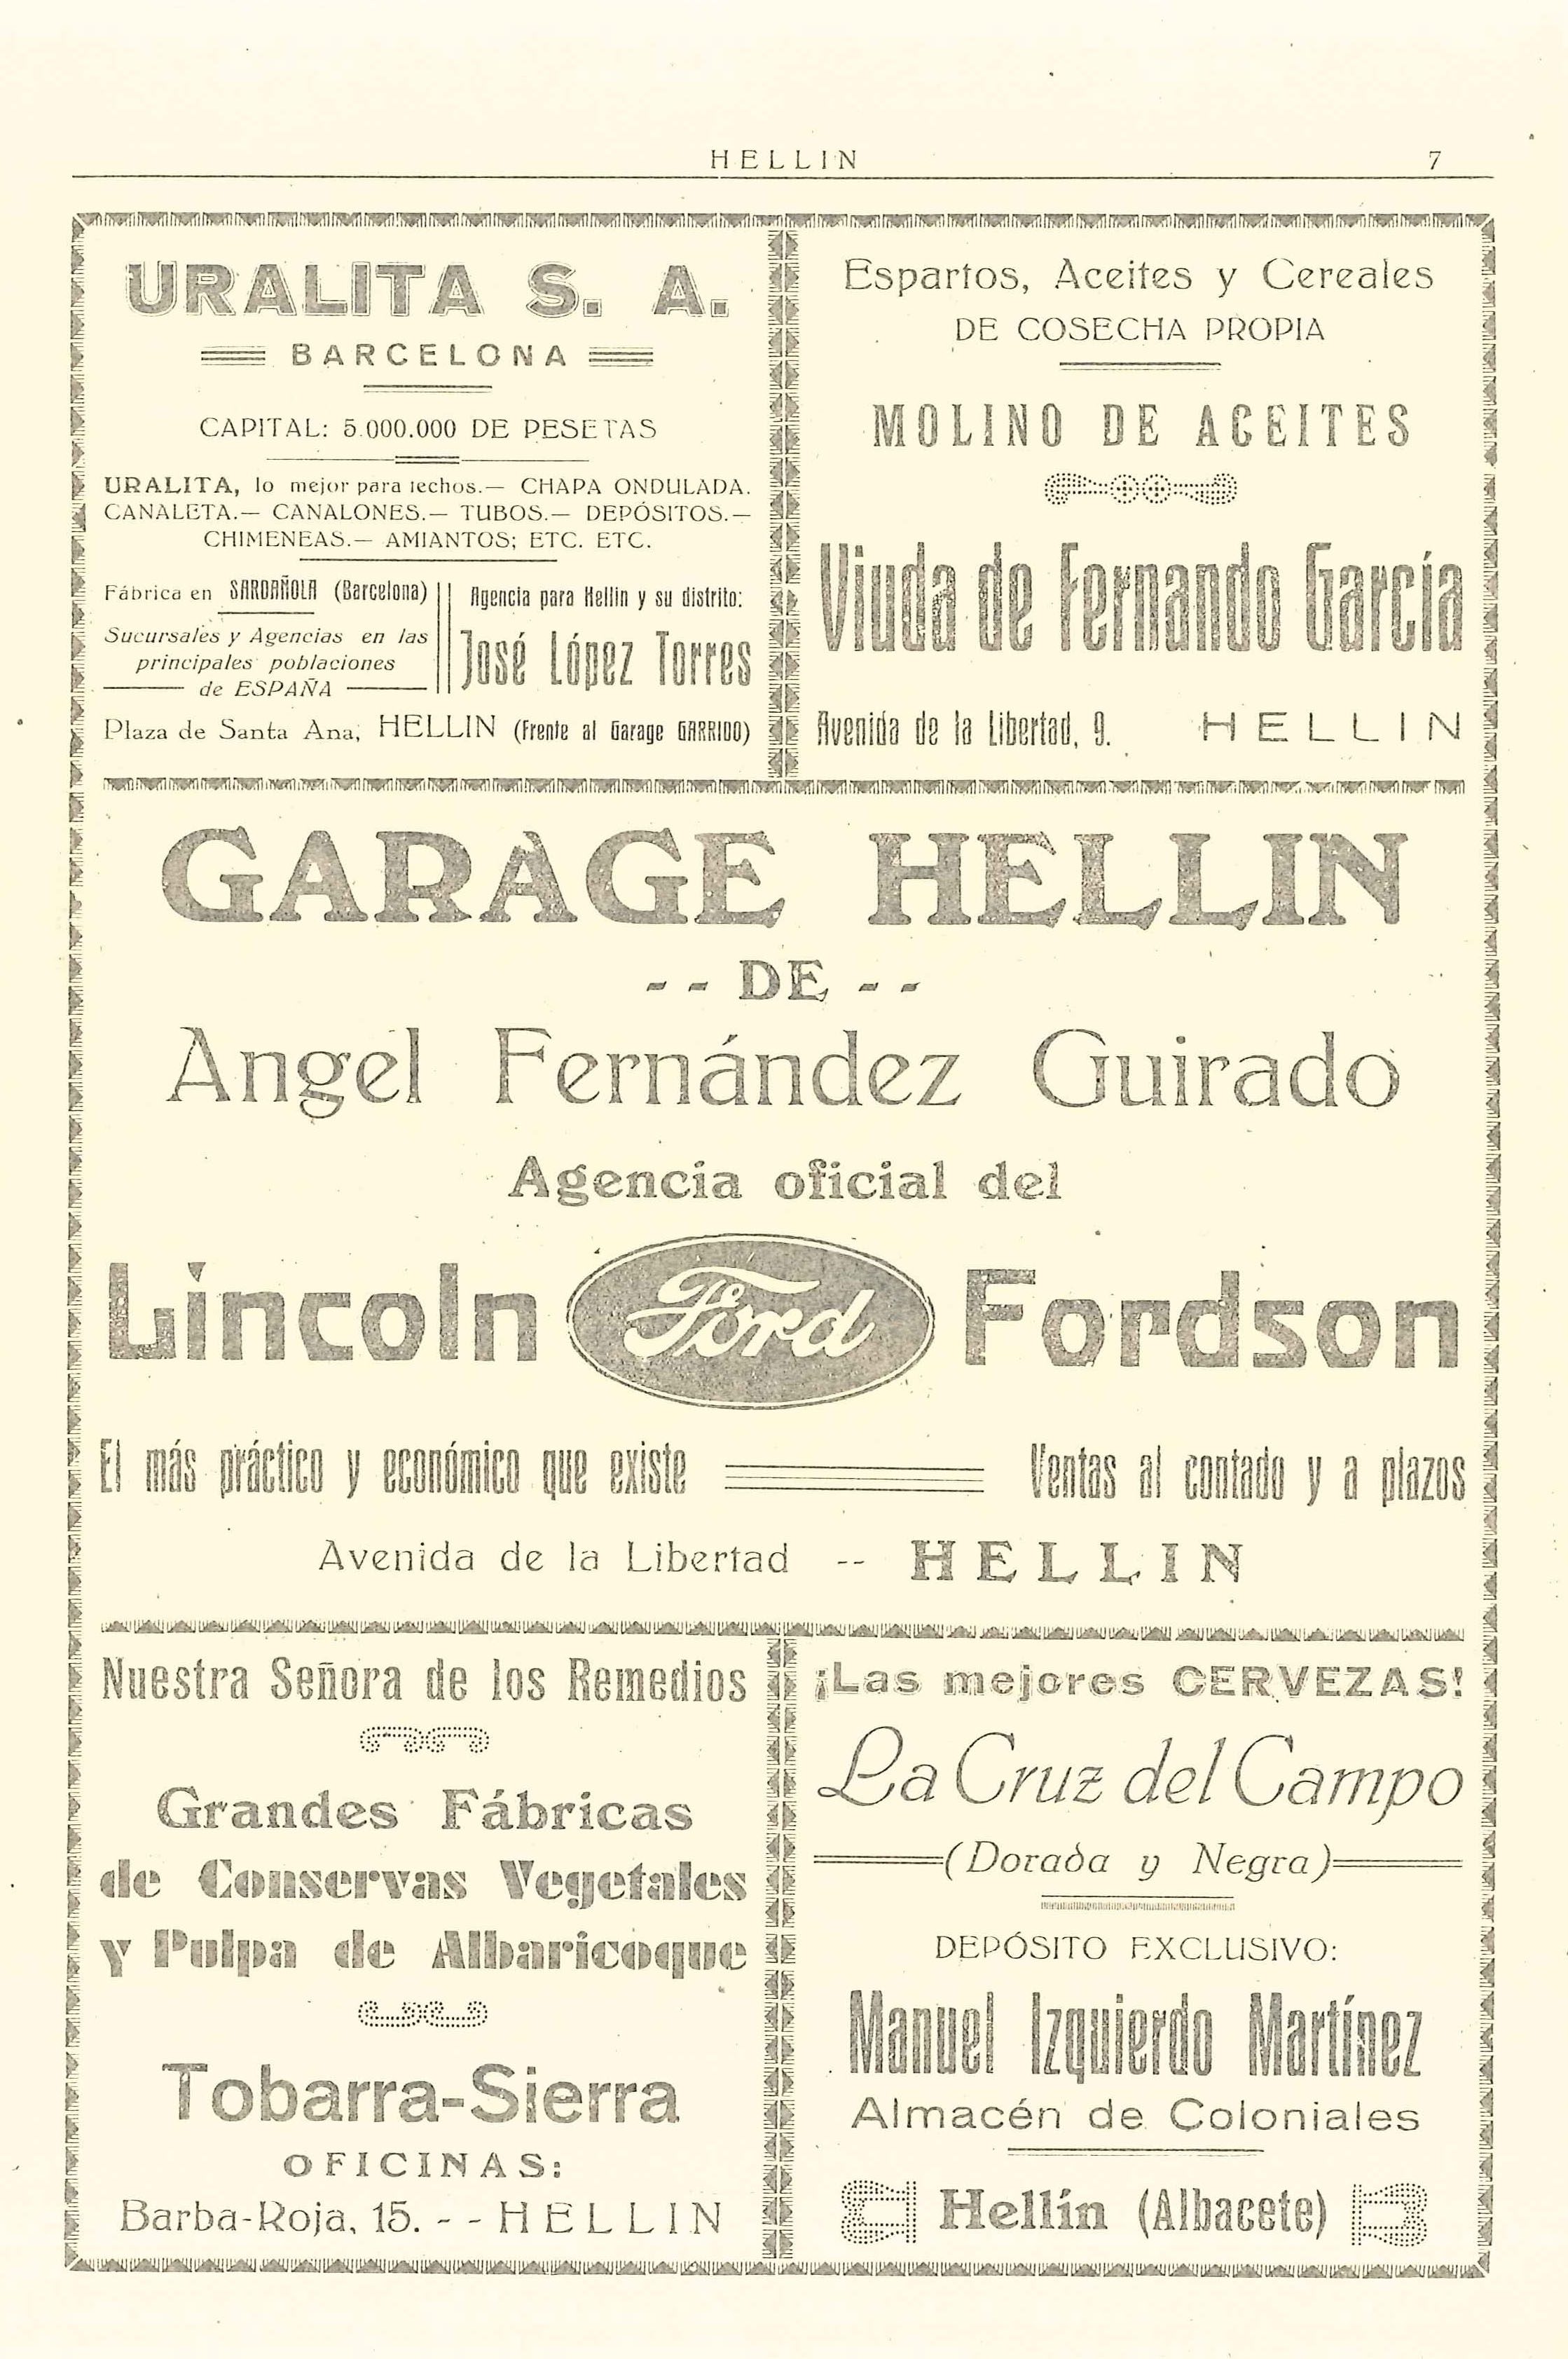 HELLIN
7
URALITA S. A.
BARCELONA
CAPITAL: 5.000.000 DE PESETAS
URALITA, lo mejor para techos.— CHAPA ONDULADA.
CANALETA.— CANALONES.— TUBOS.— DEPÓSITOS.—
CHIMENEAS.— AMIANTOS; ETC. ETC.
Fábrica en SARDAÑOLA (Barcelona)
Sucursales y Agencias en las
principales poblaciones
de ESPAÑA
Agencia para Hellin y su distrito:
José López Torres
Plaza de Santa Ana, HELLIN (Frente al Garage GARRIDO)
Espartos, Aceites y Cereales
DE COSECHA PROPIA
MOLINO DE ACEITES
Viuda de Fernando García
Avenida de la Libertad, 9. HELLIN
GARAGE HELLIN
-- DE --
Angel Fernández Guirado
Agencia oficial del
Lincoln Ford Fordson
El más práctico y económico que existe Ventas al contado y a plazos
Avenida de la Libertad -- HELLIN
Nuestra Señora de los Remedios
Grandes Fábricas
de Conservas Vegetales
y Pulpa de Albaricoque
Tobarra-Sierra
OFICINAS:
Barba-Roja, 15. -- HELLIN
¡Las mejores CERVEZAS!
La Cruz del Campo
(Dorada y Negra)
DEPÓSITO EXCLUSIVO:
Manuel Izquierdo Martínez
Almacén de Coloniales
Hellín (Albacete)